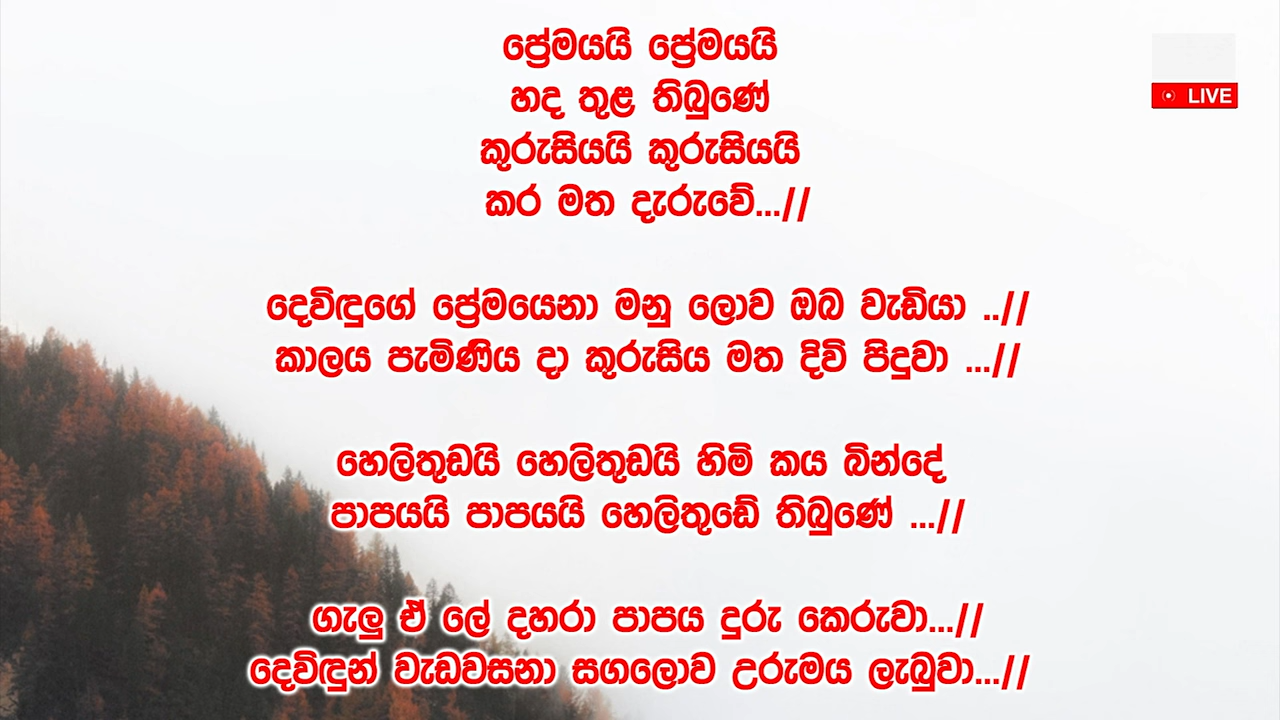 ප්‍රේමයයි ප්‍රේමයයි
LIVE
හද තුළ තිබුණේ
කුරුසියයි කුරුසියයි
කර මත දැරුවේ...//
දෙවිඳුගේ ප්‍රේමයෙනා මනු ලොව ඔබ වැඩියා ..//
කාලය පැමිණිය දා කුරුසිය මත දිවි පිදුවා ...//
හෙලිතුඩයි හෙලිතුඩයි හිමි කය බින්දේ
පාපයයි පාපයයි හෙලිතුඩේ තිබුණේ ...//
ගැලු ඒ ලේ දහරා පාපය දුරු කෙරුවා...//
දෙවිඳුන් වැඩවසනා සගලොව උරුමය ලැබුවා...//